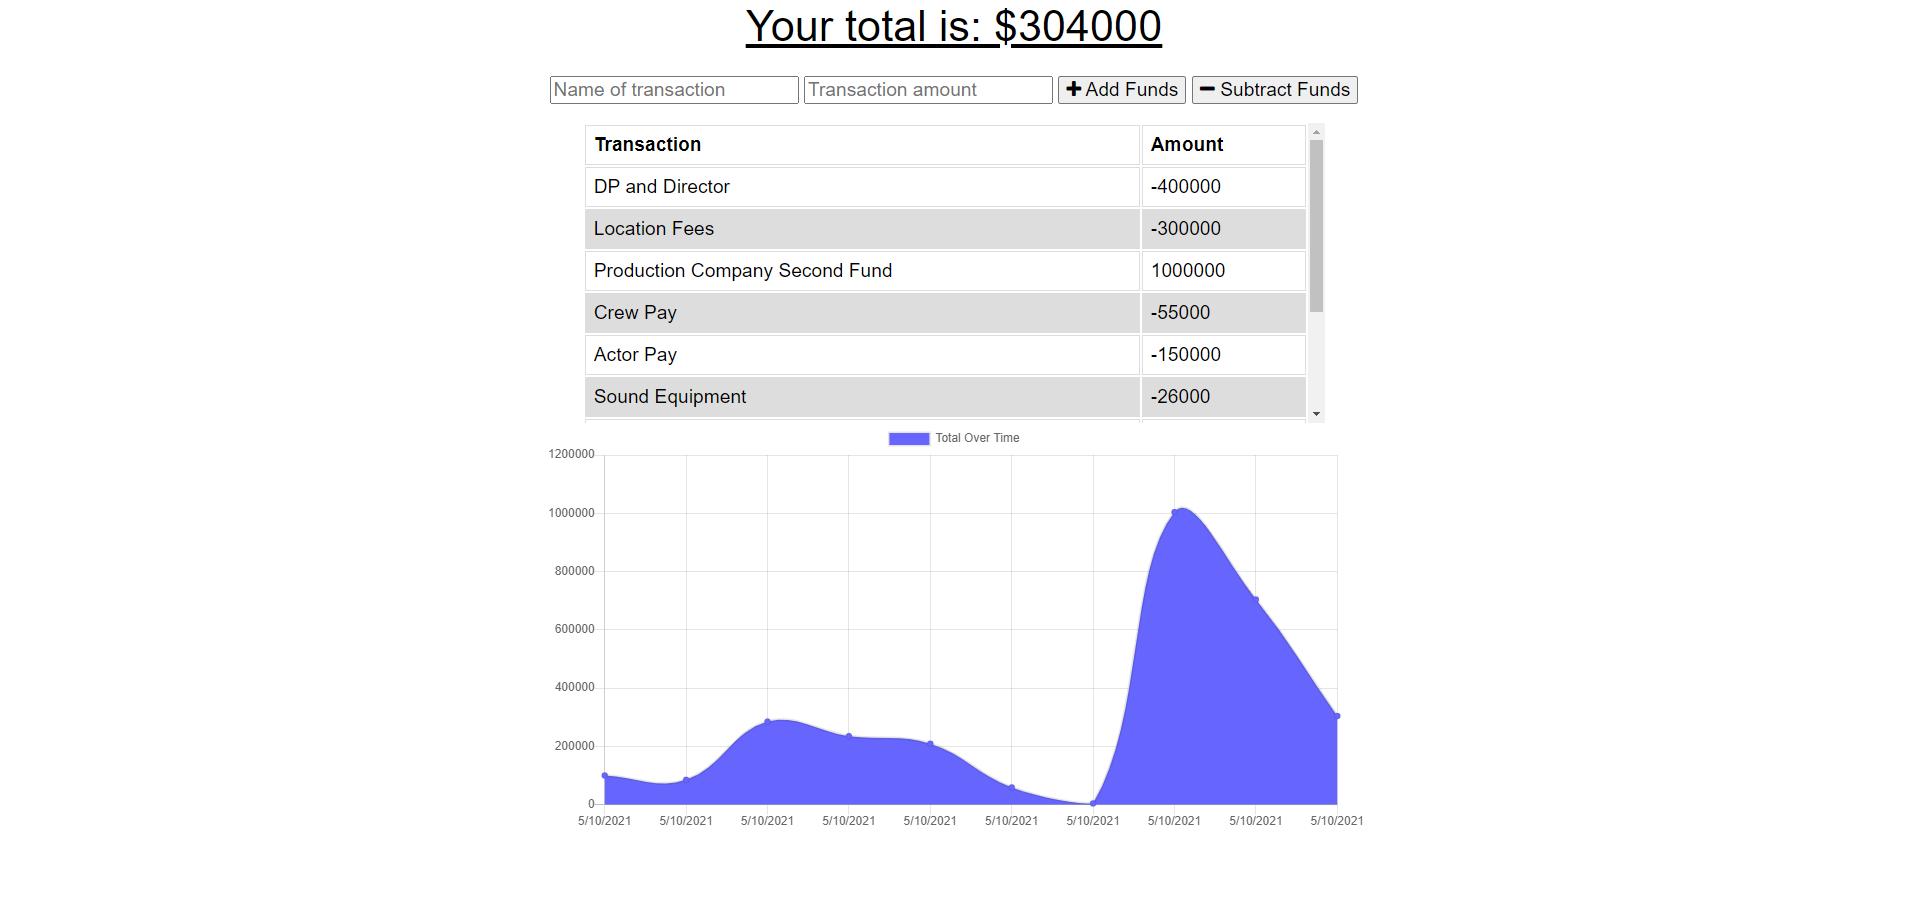 Your total is: $304000
Name of transaction Transaction amount Add Funds Subtract Funds
Transaction Amount
DP and Director -400000
Location Fees -300000
Production Company Second Fund 1000000
Crew Pay -55000
Actor Pay -150000
Sound Equipment -26000
Total Over Time
1200000
1000000
800000
600000
400000
200000
0
5/10/2021 5/10/2021 5/10/2021 5/10/2021 5/10/2021 5/10/2021 5/10/2021 5/10/2021 5/10/2021 5/10/2021